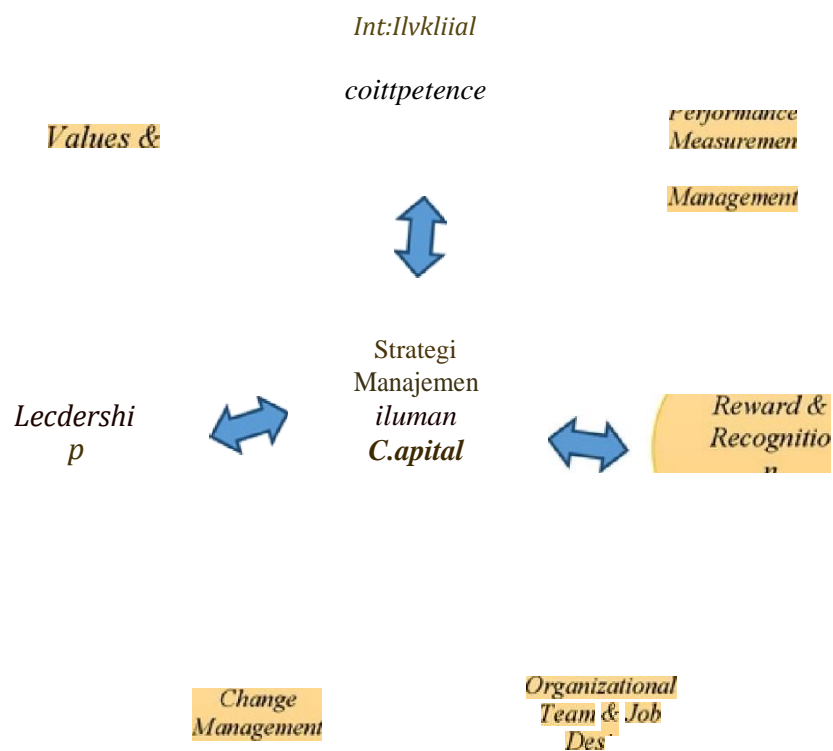 Int:Ilvkliial
coittpetence
Values &
Performance
Measuremen
Management
Strategi
Manajemen
iluman
C.apital
Lecdershi
p
Reward &
Recognitio
n
Change
Management
Organizational
Team & Job
Des